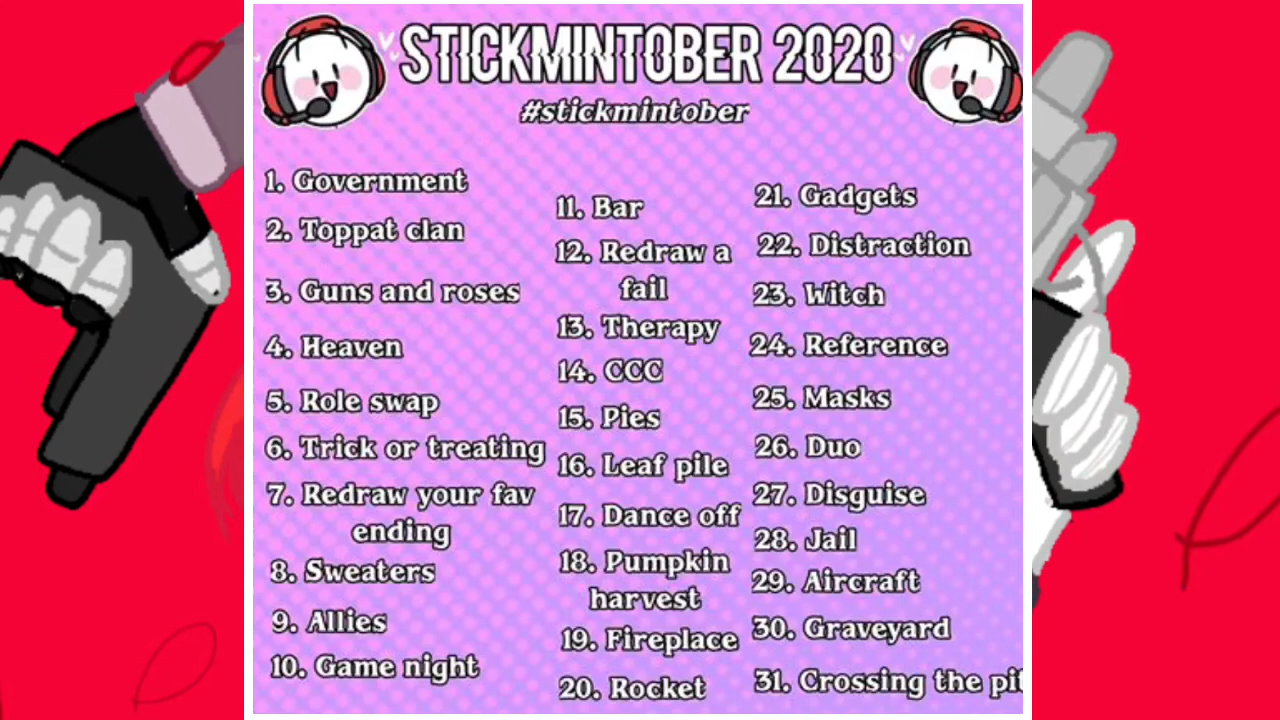 STICKMINTOBER 2020
#stickmintober
1. Government
2. Toppat clan
3. Guns and roses
4. Heaven
5. Role swap
6. Trick or treating
7. Redraw your fav
ending
8. Sweaters
9. Allies
10. Game night
11. Bar
12. Redraw a
fail
13. Therapy
14. CCC
15. Pies
16. Leaf pile
17. Dance off
18. Pumpkin
harvest
19. Fireplace
20. Rocket
21. Gadgets
22. Distraction
23. Witch
24. Reference
25. Masks
26. Duo
27. Disguise
28. Jail
29. Aircraft
30. Graveyard
31. Crossing the pit